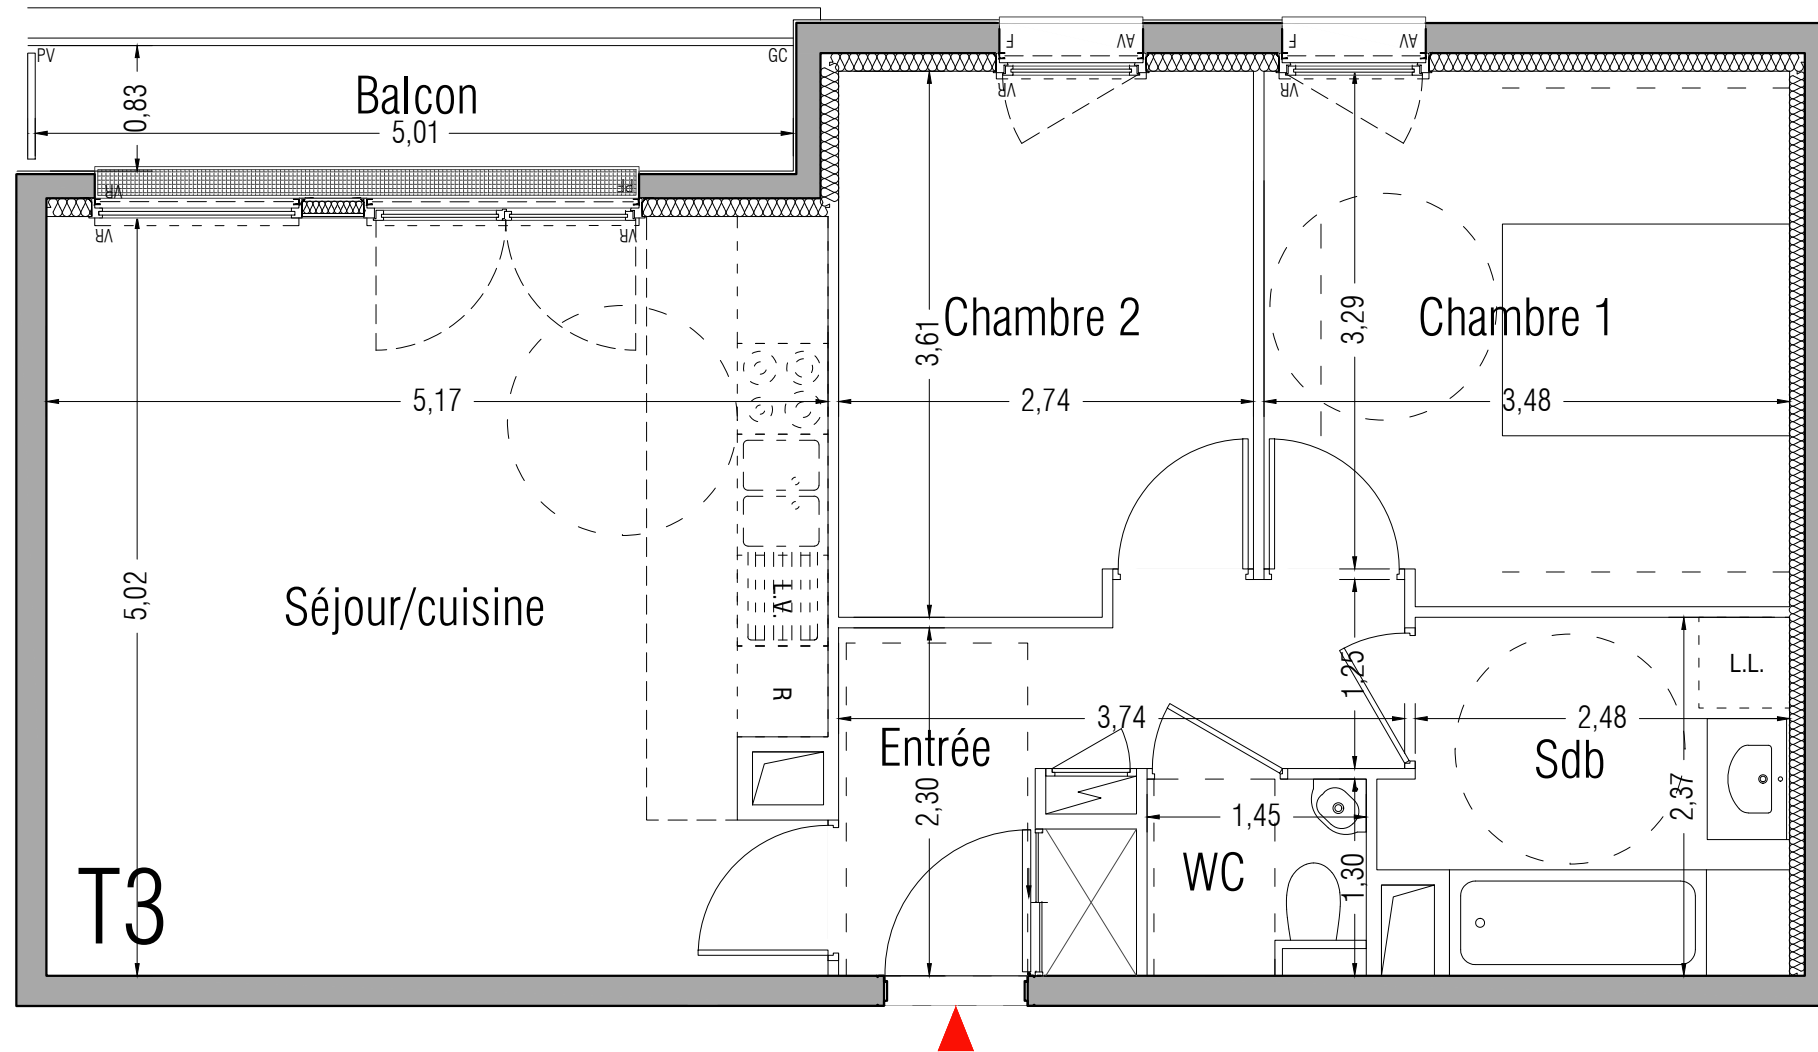 F
AV
F
AV
PV
GC
VR
VR
0,83
Balcon
5,01
VR
PF
VR
VR
Chambre 2
3,61
3,29
Chambre 1
5,17
2,74
3,48
5,02
Séjour/cuisine
L.V.
R
1,25
L.L.
3,74
2,48
Entrée
Sdb
2,30
2,37
1,45
WC
1,30
T3